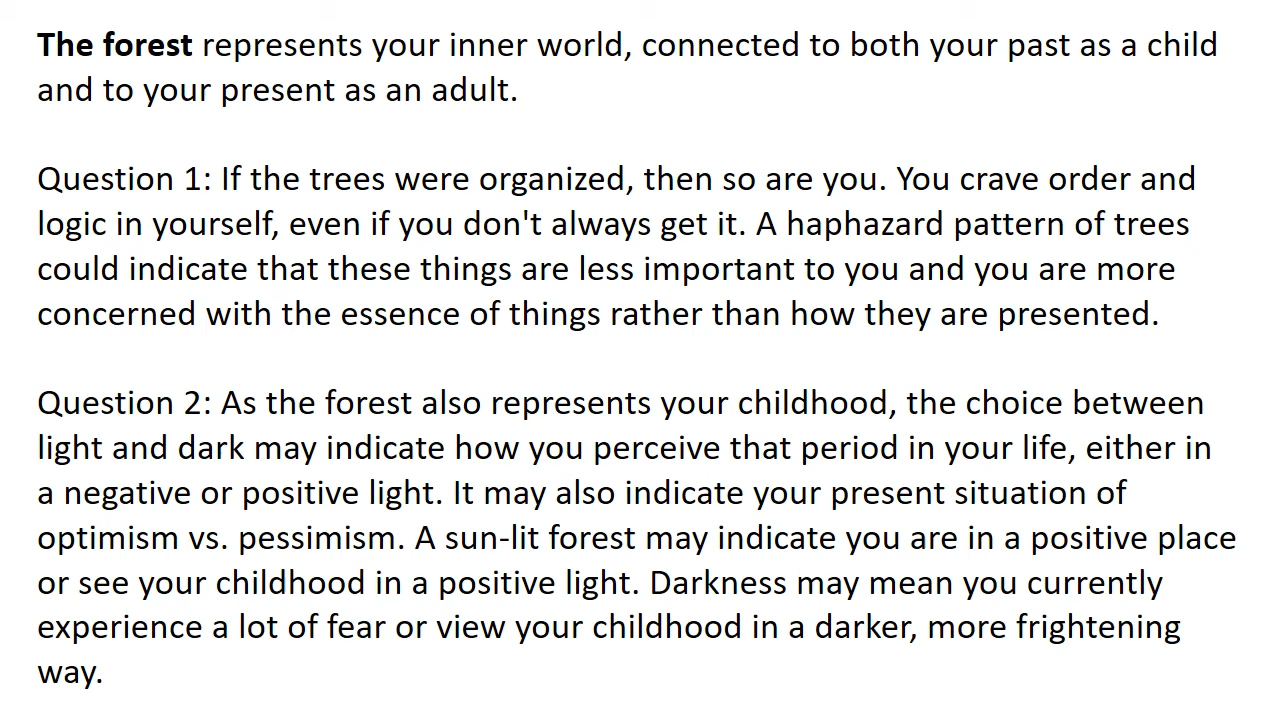 The forest represents your inner world, connected to both your past as a child
and to your present as an adult.
Question 1: If the trees were organized, then so are you. You crave order and
logic in yourself, even if you don't always get it. A haphazard pattern of trees
could indicate that these things are less important to you and you are more
concerned with the essence of things rather than how they are presented.
Question 2: As the forest also represents your childhood, the choice between
light and dark may indicate how you perceive that period in your life, either in
a negative or positive light. It may also indicate your present situation of
optimism vs. pessimism. A sun-lit forest may indicate you are in a positive place
or see your childhood in a positive light. Darkness may mean you currently
experience a lot of fear or view your childhood in a darker, more frightening
way.